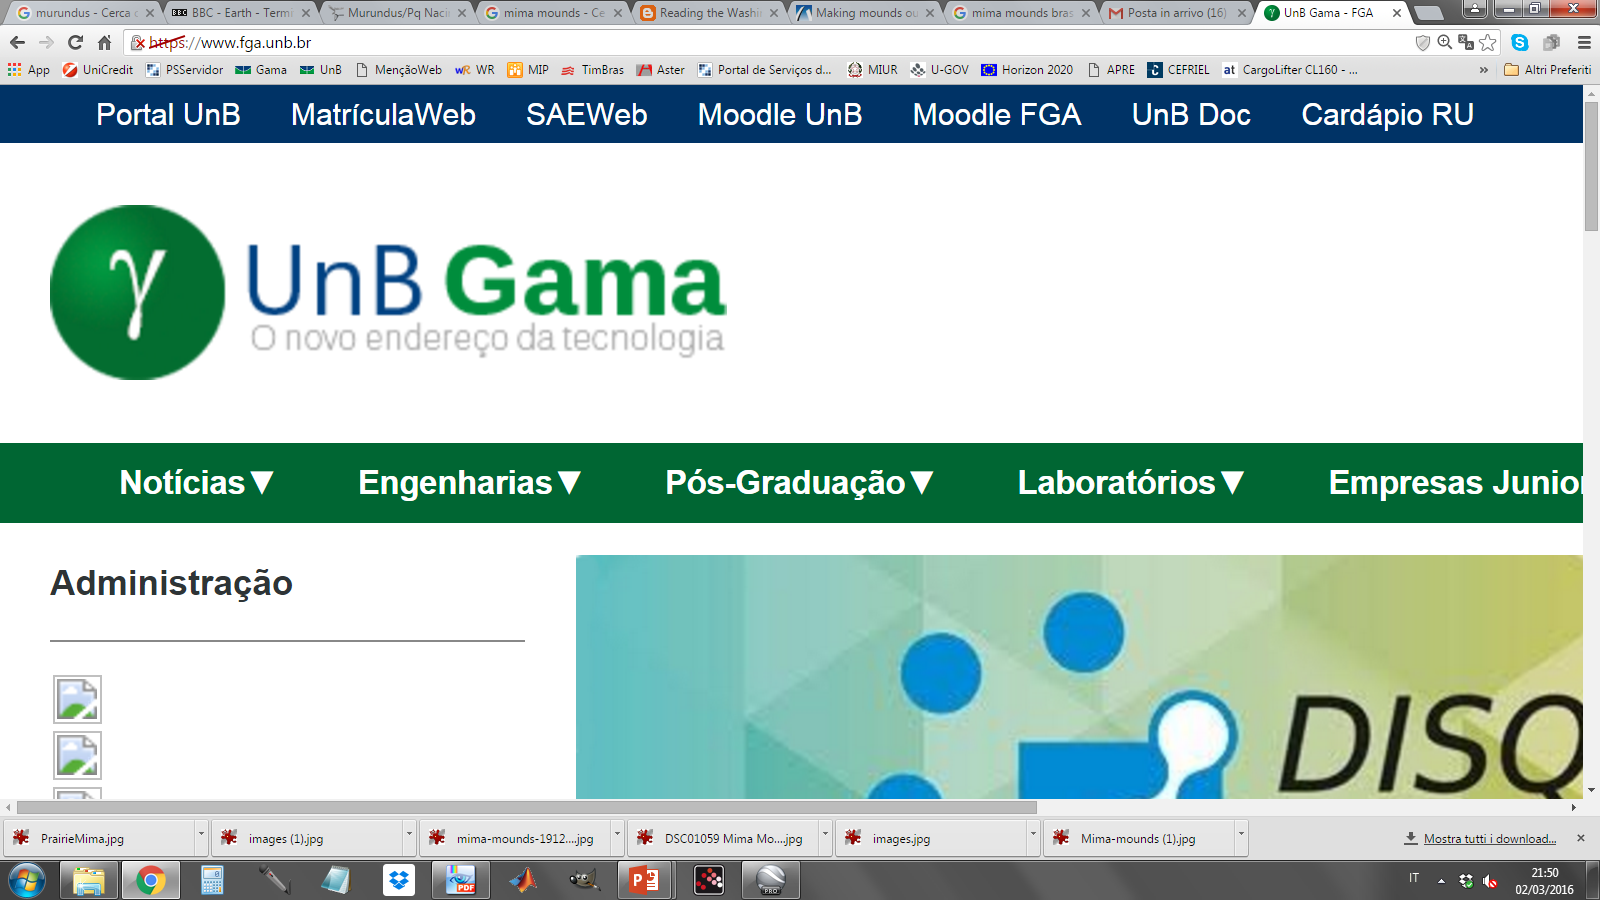 murundus - Cerca c
BBC - Earth - Termi
Murundus/Pq Naci
mima mounds - Ce
Reading the Washi
Making mounds ou
mima mounds bras
Posta in arrivo (16)
UnB Gama - FGA
https://www.fga.unb.br
App UniCredit PSServidor Gama UnB MençãoWeb WR MIP TimBras Aster Portal de Serviços d... MIUR U-GOV Horizon 2020 APRE CEFRIEL CargoLifter CL160 - ... » Altri Preferiti
Portal UnB MatrículaWeb SAEWeb Moodle UnB Moodle FGA UnB Doc Cardápio RU
γ UnB Gama
O novo endereço da tecnologia
Notícias▼ Engenharias▼ Pós-Graduação▼ Laboratórios▼ Empresas Junior
Administração
DISQ
PrairieMima.jpg images (1).jpg mima-mounds-1912....jpg DSC01059 Mima Mo....jpg images.jpg Mima-mounds (1).jpg Mostra tutti i download...
IT 21:50
02/03/2016